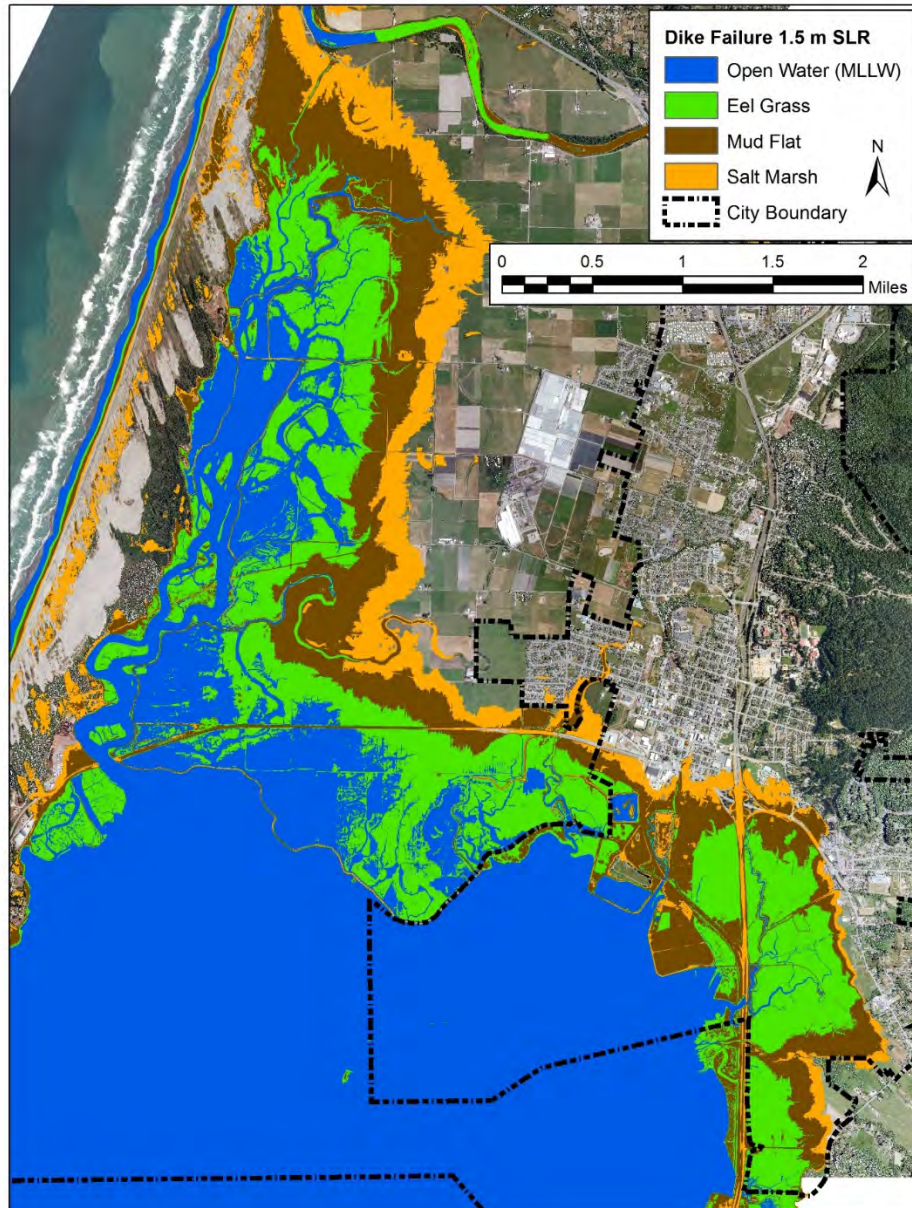 Dike Failure 1.5 m SLR
Open Water (MLLW)
Eel Grass
Mud Flat
Salt Marsh
City Boundary
N
0 0.5 1 1.5 2
Miles